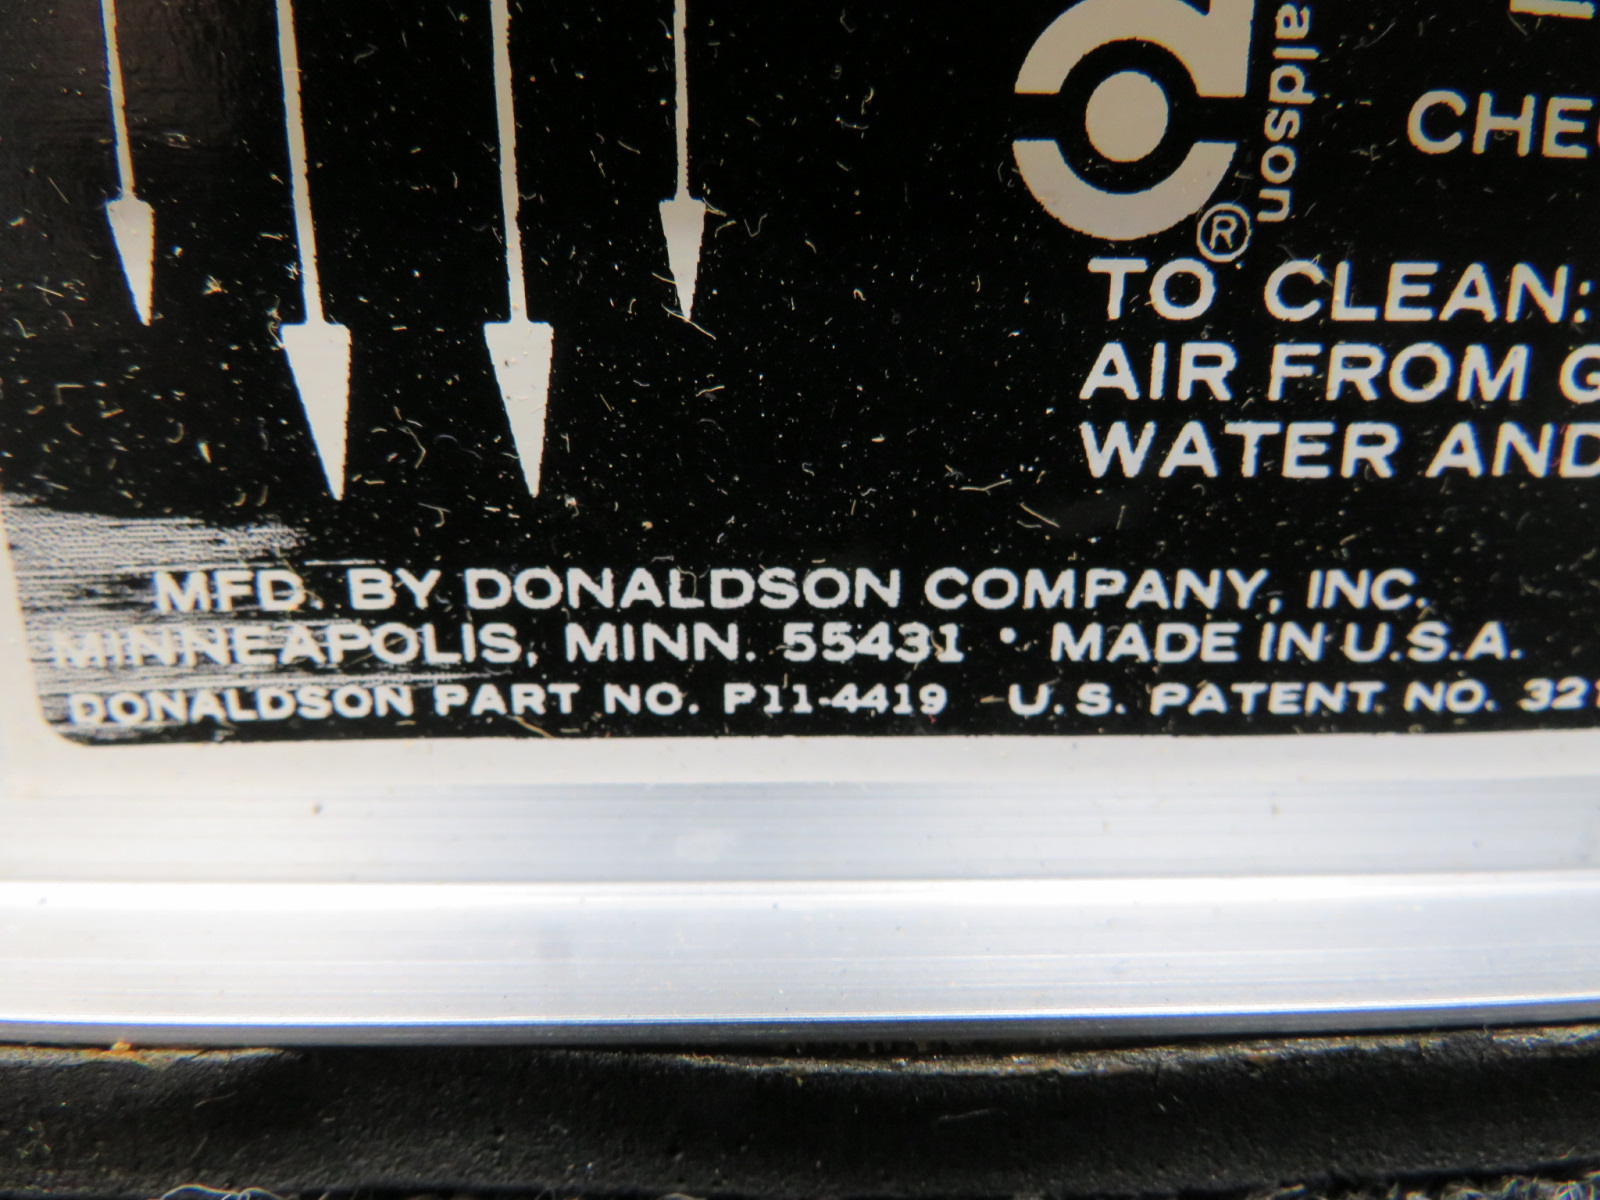 aldson
®
CHE
TO CLEAN:
AIR FROM G
WATER AND
MFD. BY DONALDSON COMPANY, INC.
MINNEAPOLIS, MINN. 55431 • MADE IN U.S.A.
DONALDSON PART NO. P11-4419 U.S. PATENT NO. 32